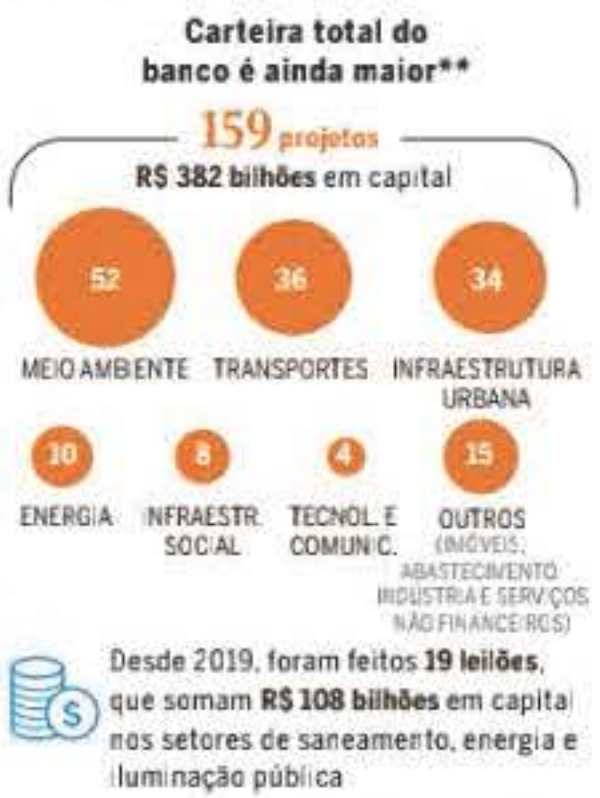 Carteira total do
banco é ainda maior**
159 projetos
R$ 382 bilhões em capital
52
36
34
MEIO AMBIENTE
TRANSPORTES
INFRAESTRUTURA
URBANA
10
8
4
15
ENERGIA
INFRAESTR.
SOCIAL
TECNOL. E
COMUNIC.
OUTROS
(IMÓVEIS,
ABASTECIMENTO
INDÚSTRIA E SERVIÇOS
NÃO FINANCEIROS)
$
Desde 2019, foram feitos 19 leilões,
que somam R$ 108 bilhões em capital
nos setores de saneamento, energia e
iluminação pública